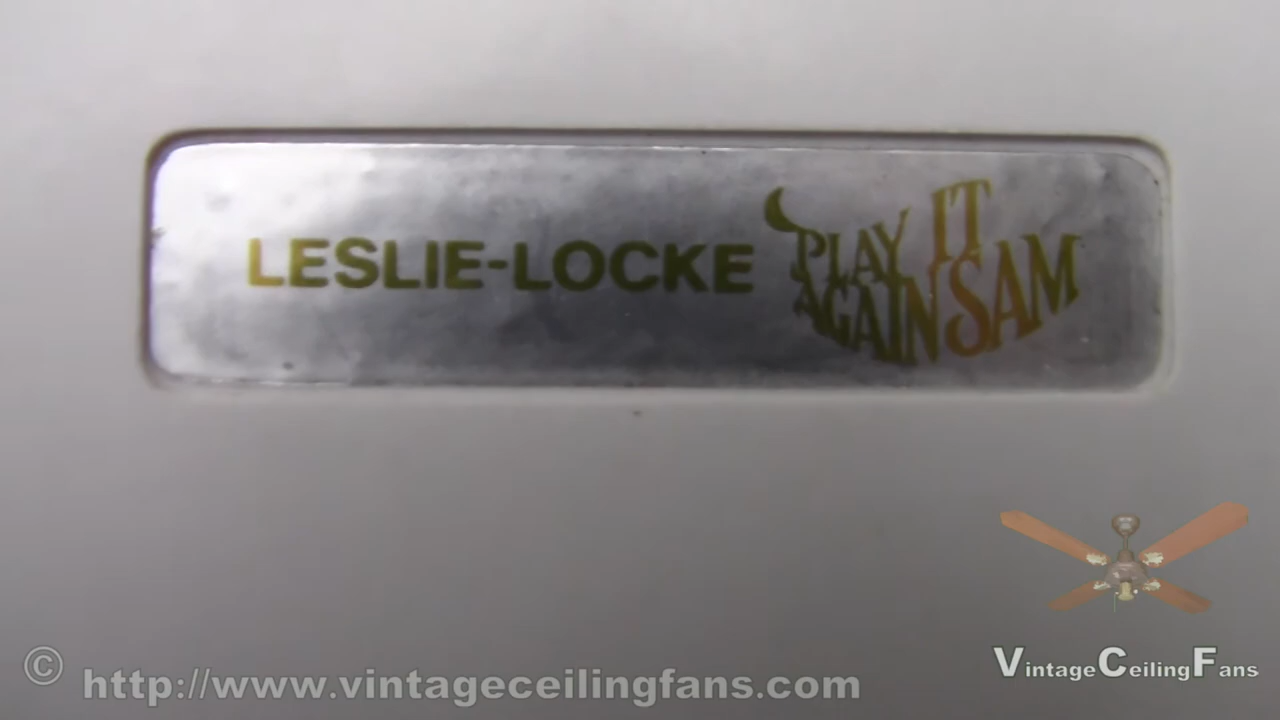 LESLIE-LOCKE
PLAY IT
AGAIN SAM
VintageCeilingFans
© http://www.vintageceilingfans.com